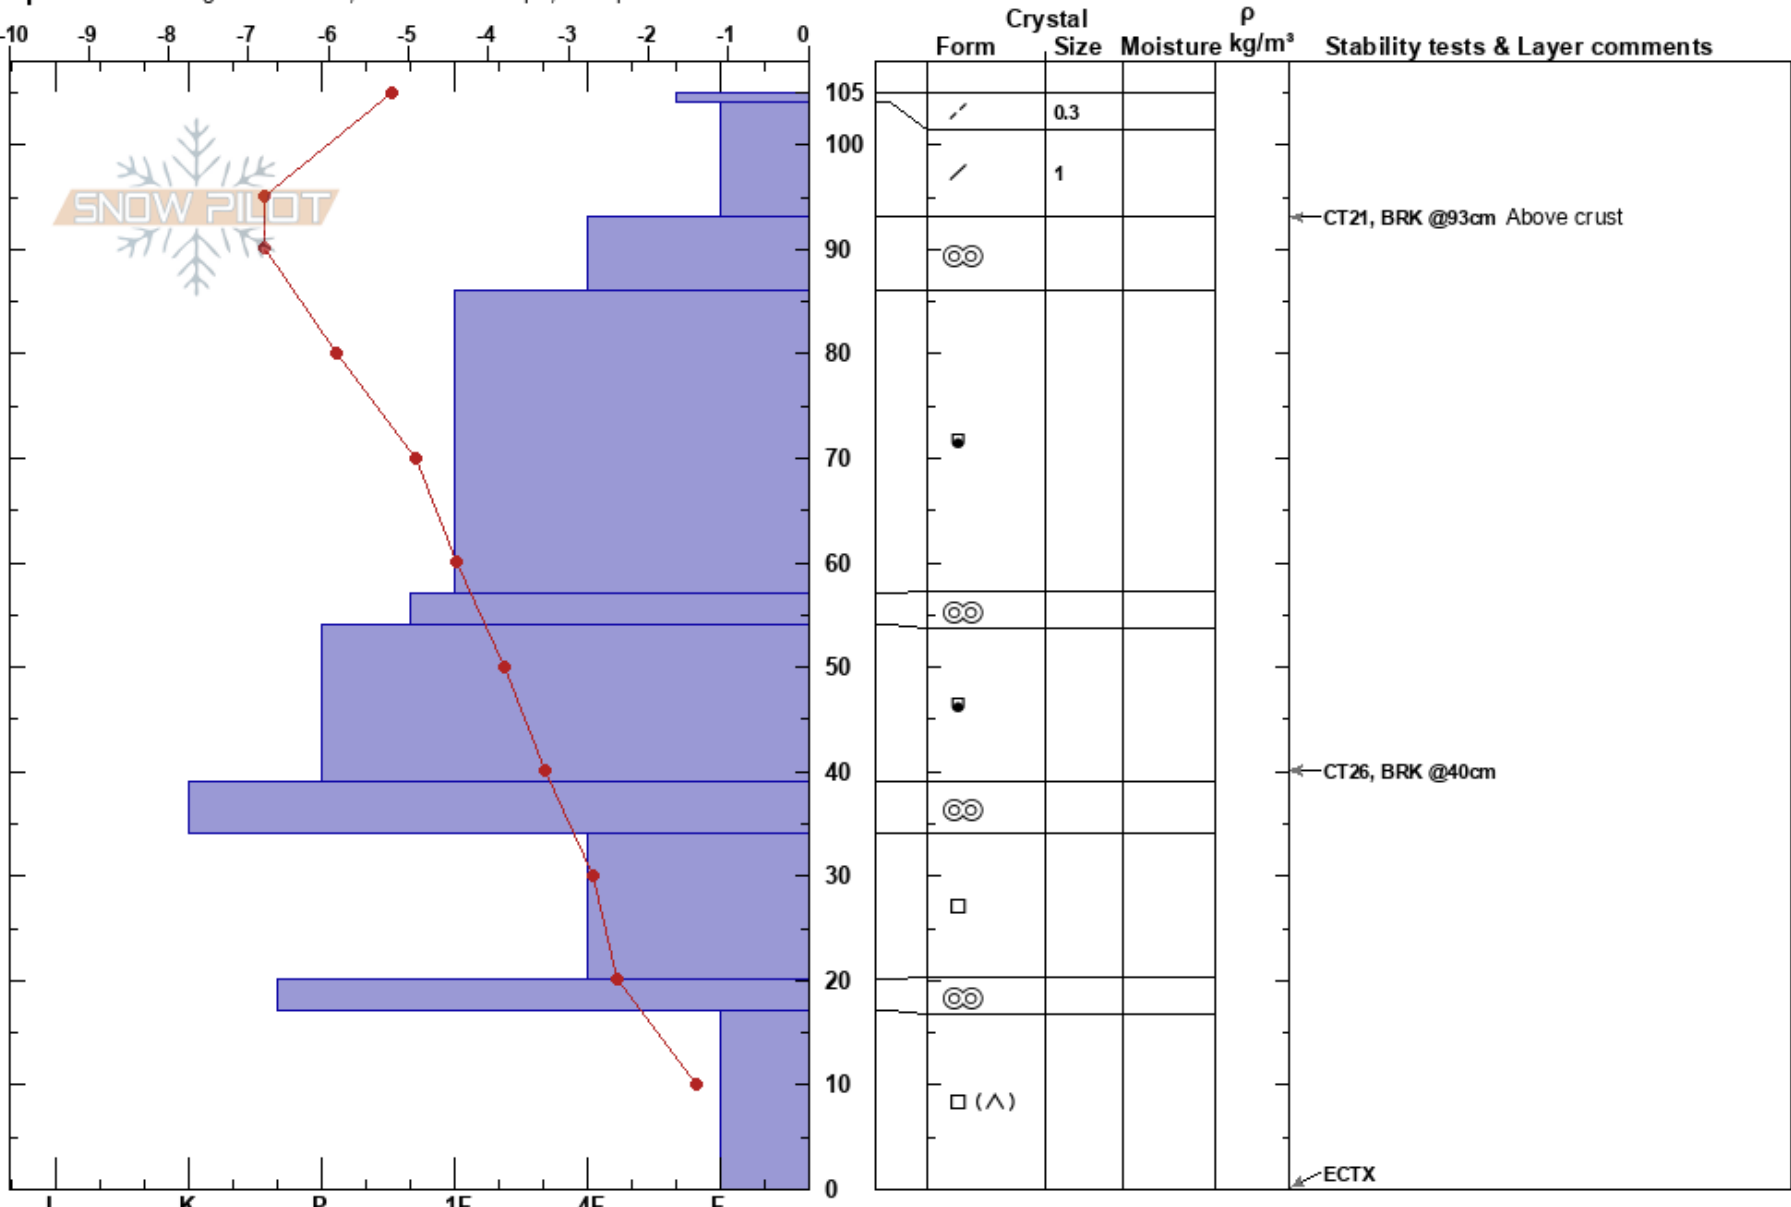 Crystal ρ
-10 -9 -8 -7 -6 -5 -4 -3 -2 -1 0 Form Size Moisture kg/m³ Stability tests & Layer comments
105
0.3
100
1
SNOW PILOT
CT21, BRK @93cm Above crust
90
80
70
60
50
40 CT26, BRK @40cm
30
20
10
ECTX
0
I K P 1F 4F F